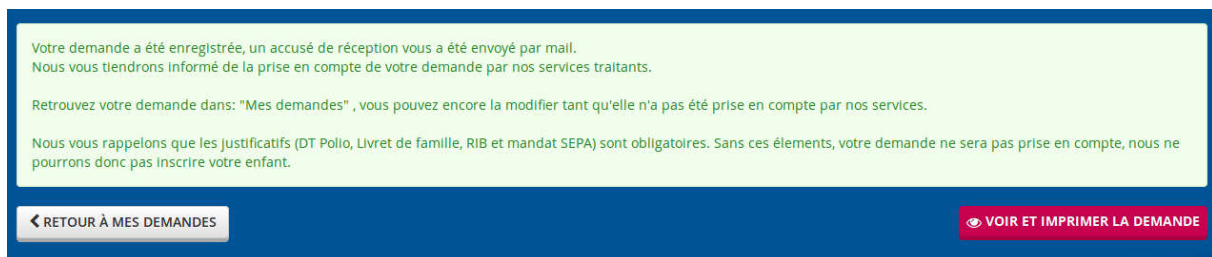 Votre demande a été enregistrée, un accusé de réception vous a été envoyé par mail.
Nous vous tiendrons informé de la prise en compte de votre demande par nos services traitants.
Retrouvez votre demande dans: "Mes demandes" , vous pouvez encore la modifier tant qu'elle n'a pas été prise en compte par nos services.
Nous vous rappelons que les justificatifs (DT Polio, Livret de famille, RIB et mandat SEPA) sont obligatoires. Sans ces élements, votre demande ne sera pas prise en compte, nous ne
pourrons donc pas inscrire votre enfant.
RETOUR À MES DEMANDES
VOIR ET IMPRIMER LA DEMANDE